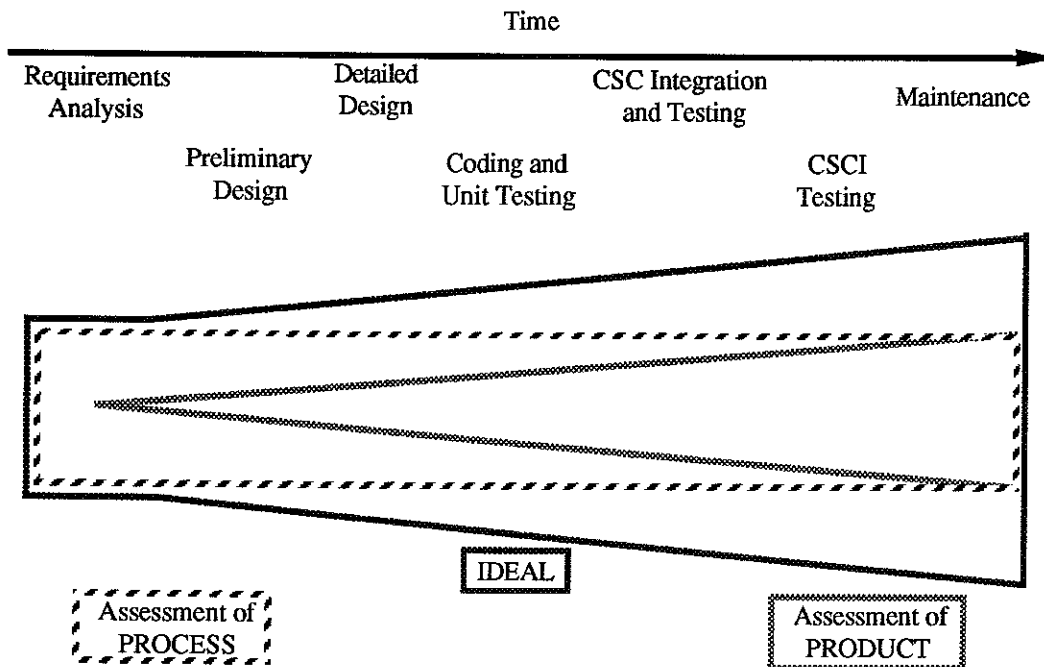 Time
Requirements
Analysis
Detailed
Design
CSC Integration
and Testing
Maintenance
Preliminary
Design
Coding and
Unit Testing
CSCI
Testing
IDEAL
Assessment of
PROCESS
Assessment of
PRODUCT